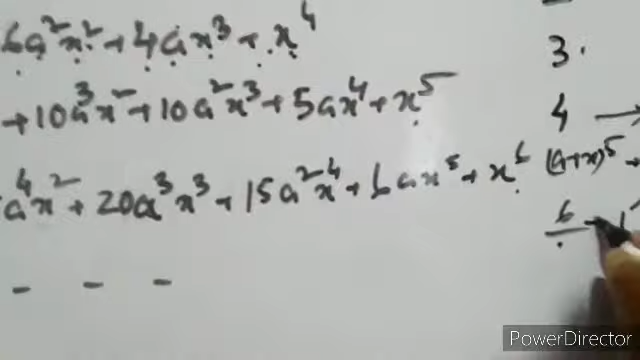 6a²x² + 4ax³ + x⁴
+ 10a³x² + 10a²x³ + 5ax⁴ + x⁵
a⁴x² + 20a³x³ + 15a²x⁴ + 6ax⁵ + x⁶
- - -
3.
4 →
(a+x)⁵
6 →
PowerDirector